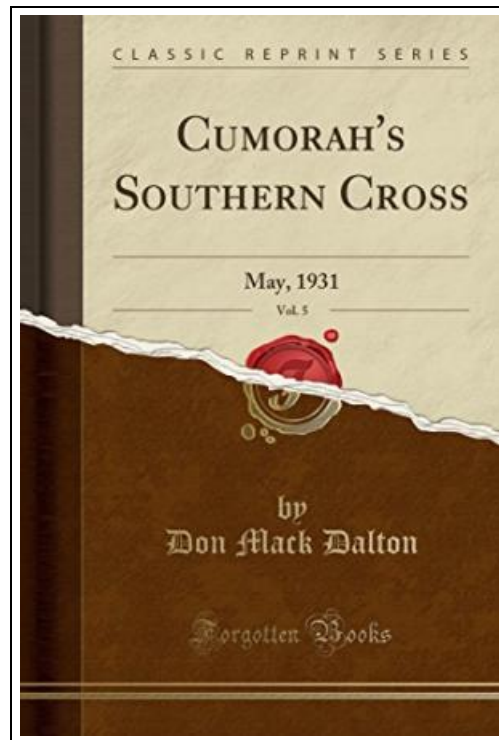 CLASSIC REPRINT SERIES
CUMORAH'S
SOUTHERN CROSS
May, 1931
Vol. 5
by
Don Mack Dalton
Forgotten Books